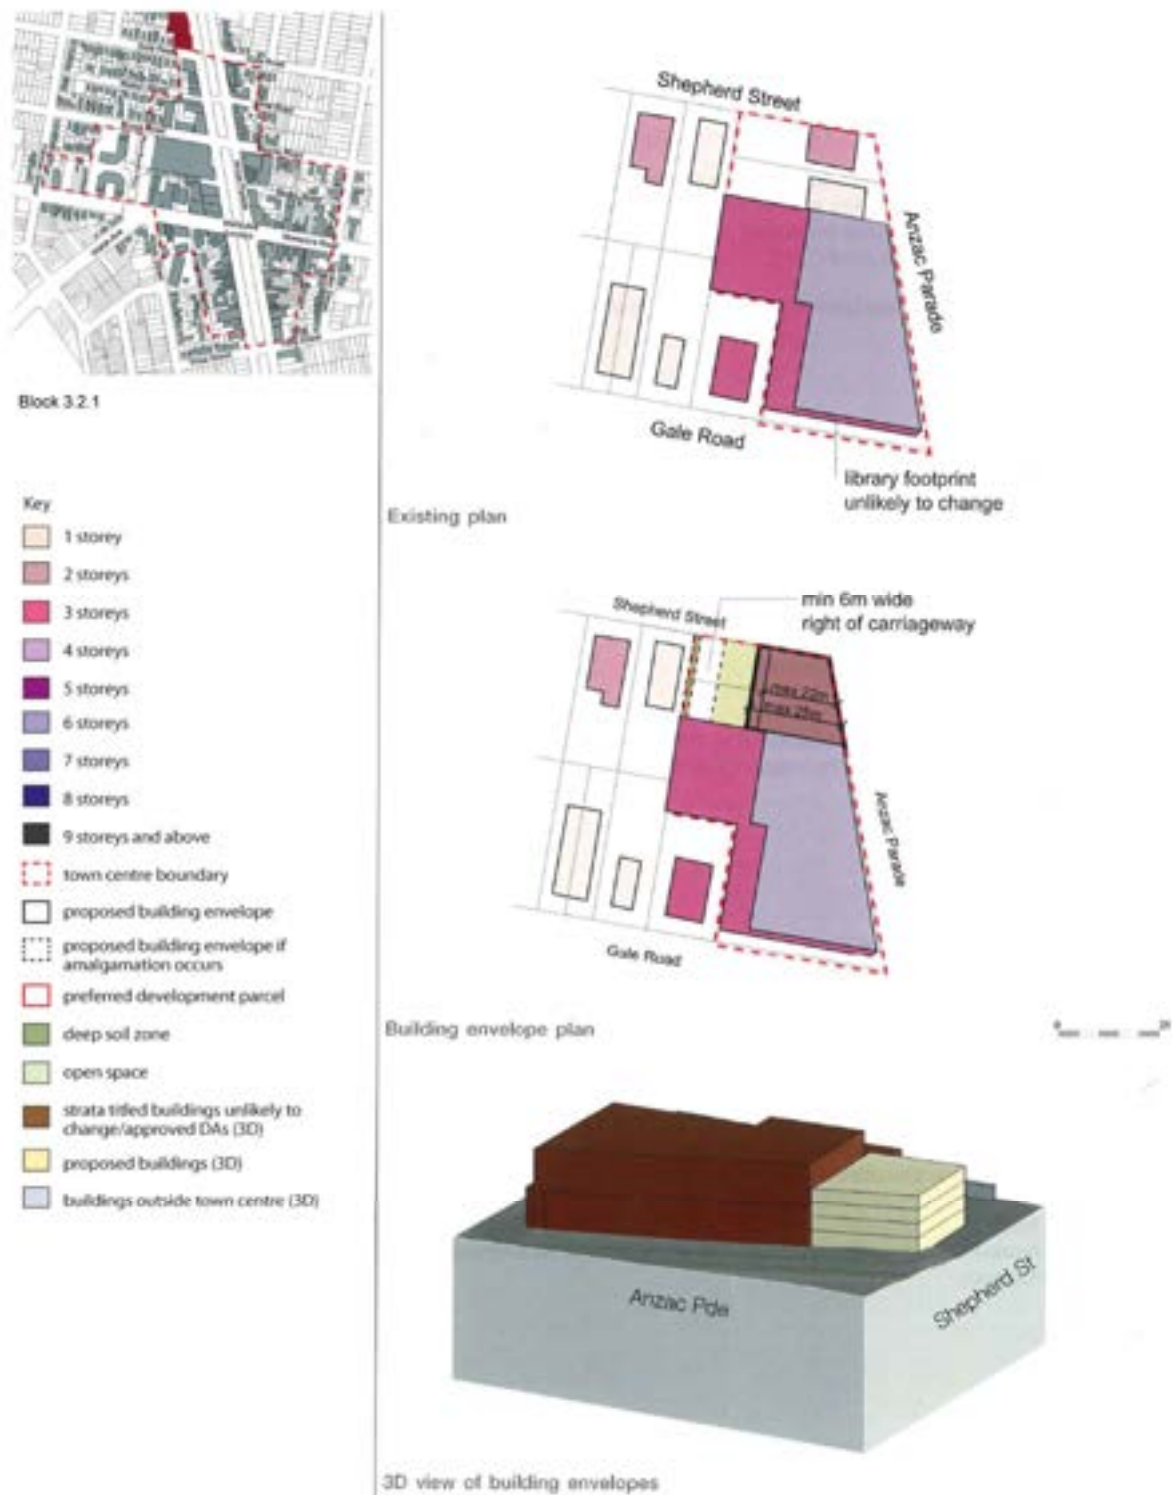 Block 3.2.1
Key
1 storey
2 storeys
3 storeys
4 storeys
5 storeys
6 storeys
7 storeys
8 storeys
9 storeys and above
town centre boundary
proposed building envelope
proposed building envelope if
amalgamation occurs
preferred development parcel
deep soil zone
open space
strata titled buildings unlikely to
change/approved DAs (3D)
proposed buildings (3D)
buildings outside town centre (3D)
Shepherd Street
Anzac Parade
Gale Road
library footprint
unlikely to change
Existing plan
min 6m wide
right of carriageway
Shepherd Street
max 22m
max 25m
Anzac Parade
Gale Road
Building envelope plan
Anzac Pde
Shepherd St
3D view of building envelopes